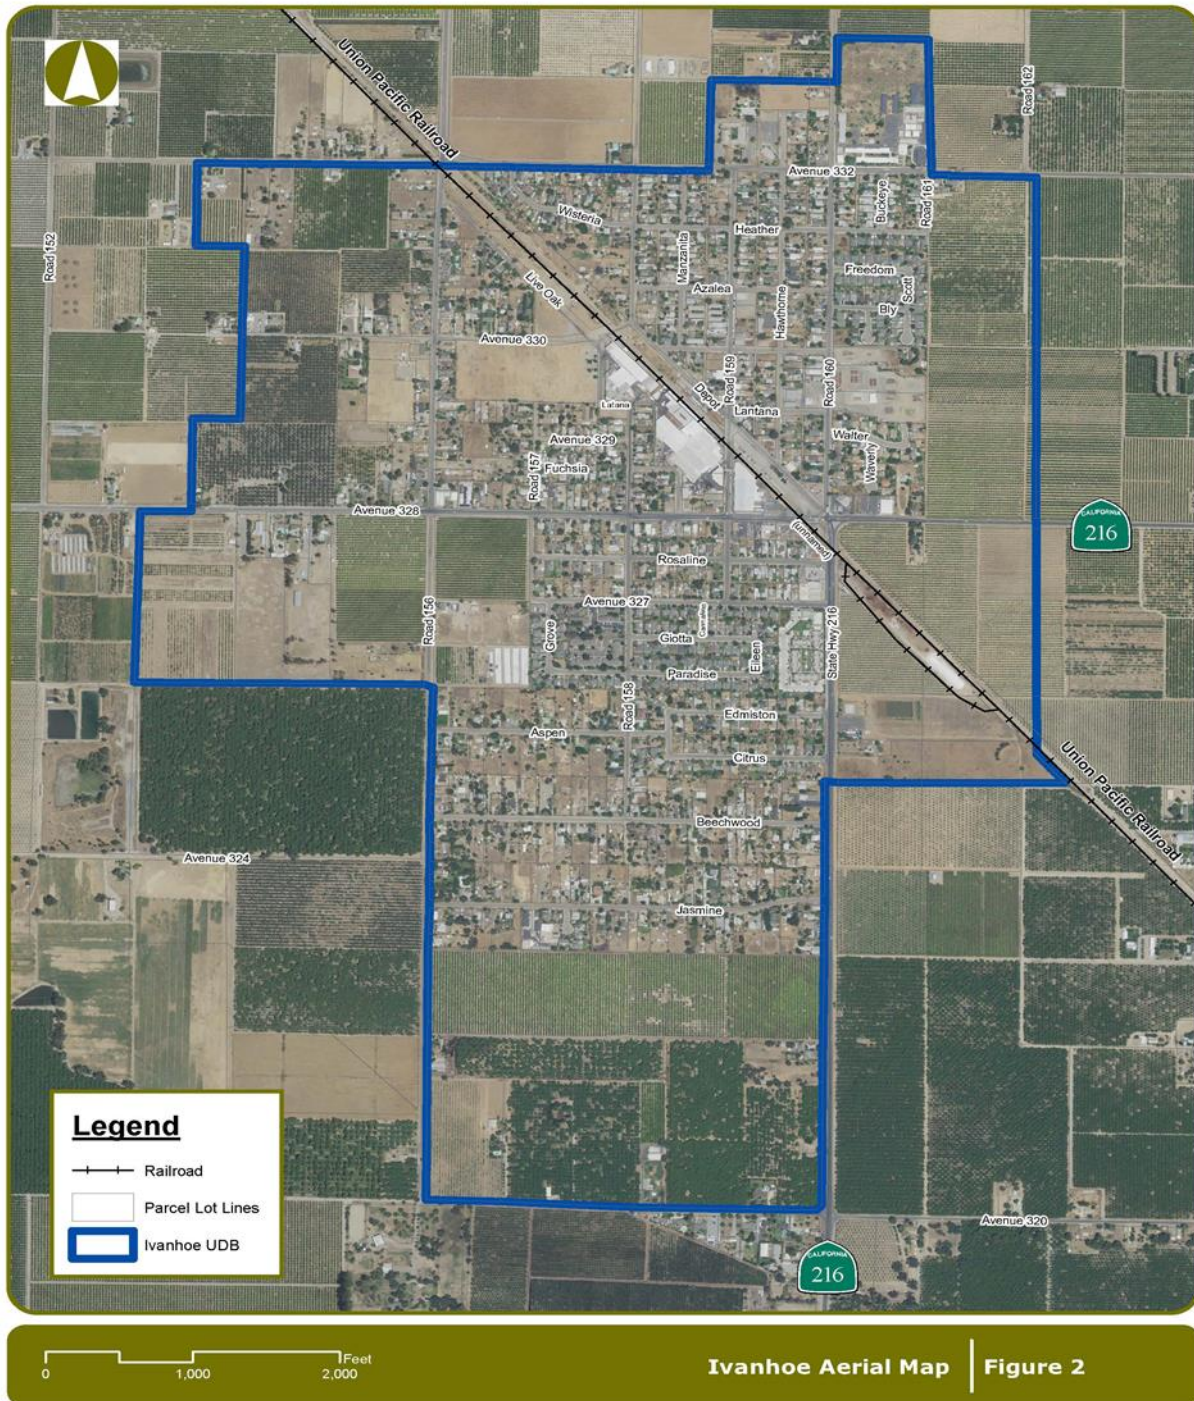 Union Pacific Railroad
Road 162
Avenue 332
Buckeye
Road 161
Wisteria
Heather
Road 152
Manzanita
Freedom
Live Oak
Azalea
Scott
Hawthorne
Bly
Avenue 330
Road 159
Road 160
Depot
Latana
Lantana
Avenue 329
Walter
Waverly
Fuchsia
Road 157
Avenue 328
CALIFORNIA
216
(unnamed)
Rosaline
Avenue 327
Road 156
Grove
Giotta
Eileen
State Hwy 216
Paradise
Road 158
Edmiston
Aspen
Citrus
Union Pacific Railroad
Beechwood
Avenue 324
Jasmine
Legend
Railroad
Parcel Lot Lines
Ivanhoe UDB
Avenue 320
CALIFORNIA
216
Feet
0 1,000 2,000
Ivanhoe Aerial Map Figure 2